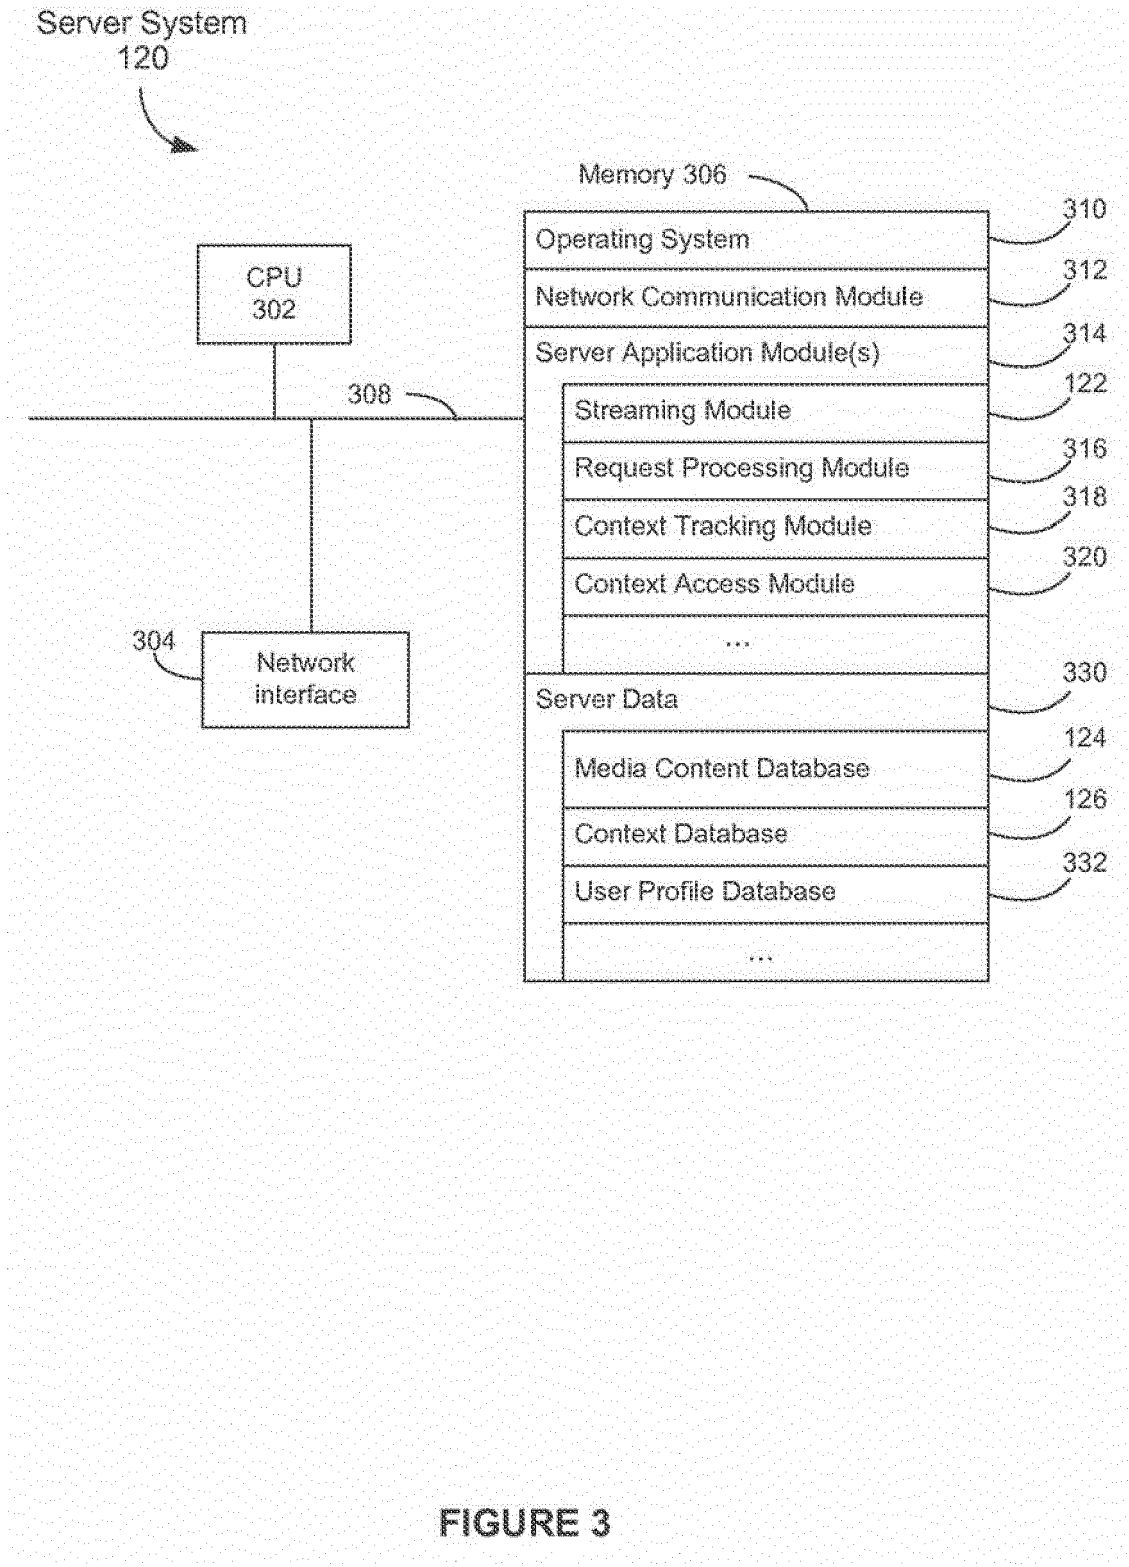 Server System
120
Memory 306
310
Operating System
312
Network Communication Module
314
Server Application Module(s)
122
Streaming Module
316
Request Processing Module
318
Context Tracking Module
320
Context Access Module
...
330
Server Data
124
Media Content Database
126
Context Database
332
User Profile Database
...
CPU
302
308
304
Network
interface
FIGURE 3